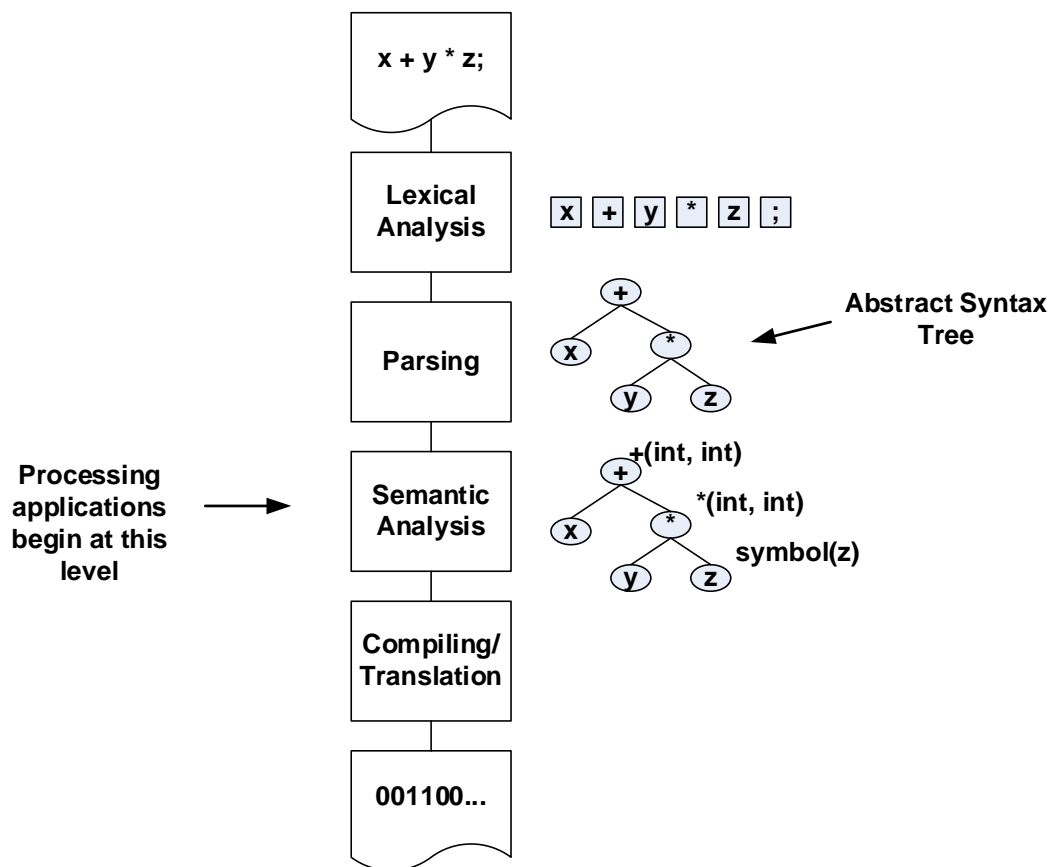 x + y * z;
Lexical
Analysis
x + y * z ;
+
x *
y z
Abstract Syntax
Tree
Parsing
+(int, int)
+
*(int, int)
x *
symbol(z)
y z
Processing
applications
begin at this
level
Semantic
Analysis
Compiling/
Translation
001100...